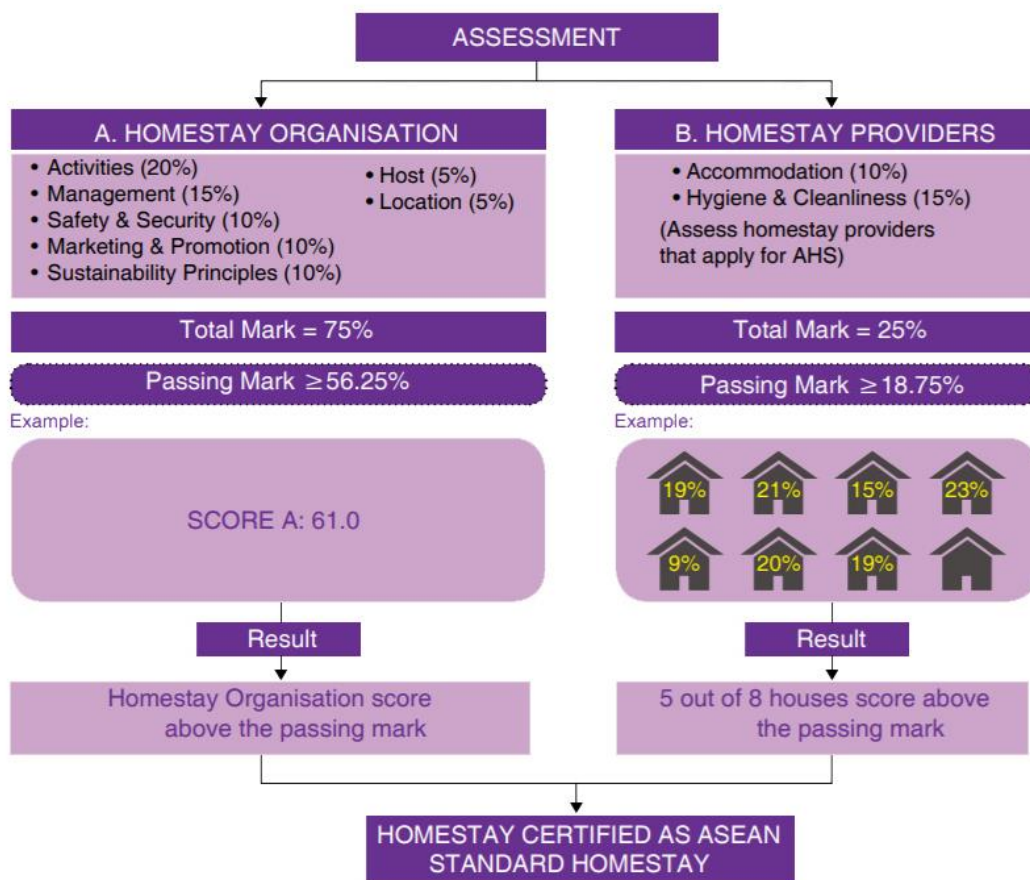 ASSESSMENT
A. HOMESTAY ORGANISATION
• Activities (20%)
• Management (15%)
• Safety & Security (10%)
• Marketing & Promotion (10%)
• Sustainability Principles (10%)
• Host (5%)
• Location (5%)
Total Mark = 75%
Passing Mark ≥56.25%
Example:
SCORE A: 61.0
Result
Homestay Organisation score
above the passing mark
B. HOMESTAY PROVIDERS
• Accommodation (10%)
• Hygiene & Cleanliness (15%)
(Assess homestay providers
that apply for AHS)
Total Mark = 25%
Passing Mark ≥18.75%
Example:
19% 21% 15% 23%
9% 20% 19%
Result
5 out of 8 houses score above
the passing mark
HOMESTAY CERTIFIED AS ASEAN
STANDARD HOMESTAY